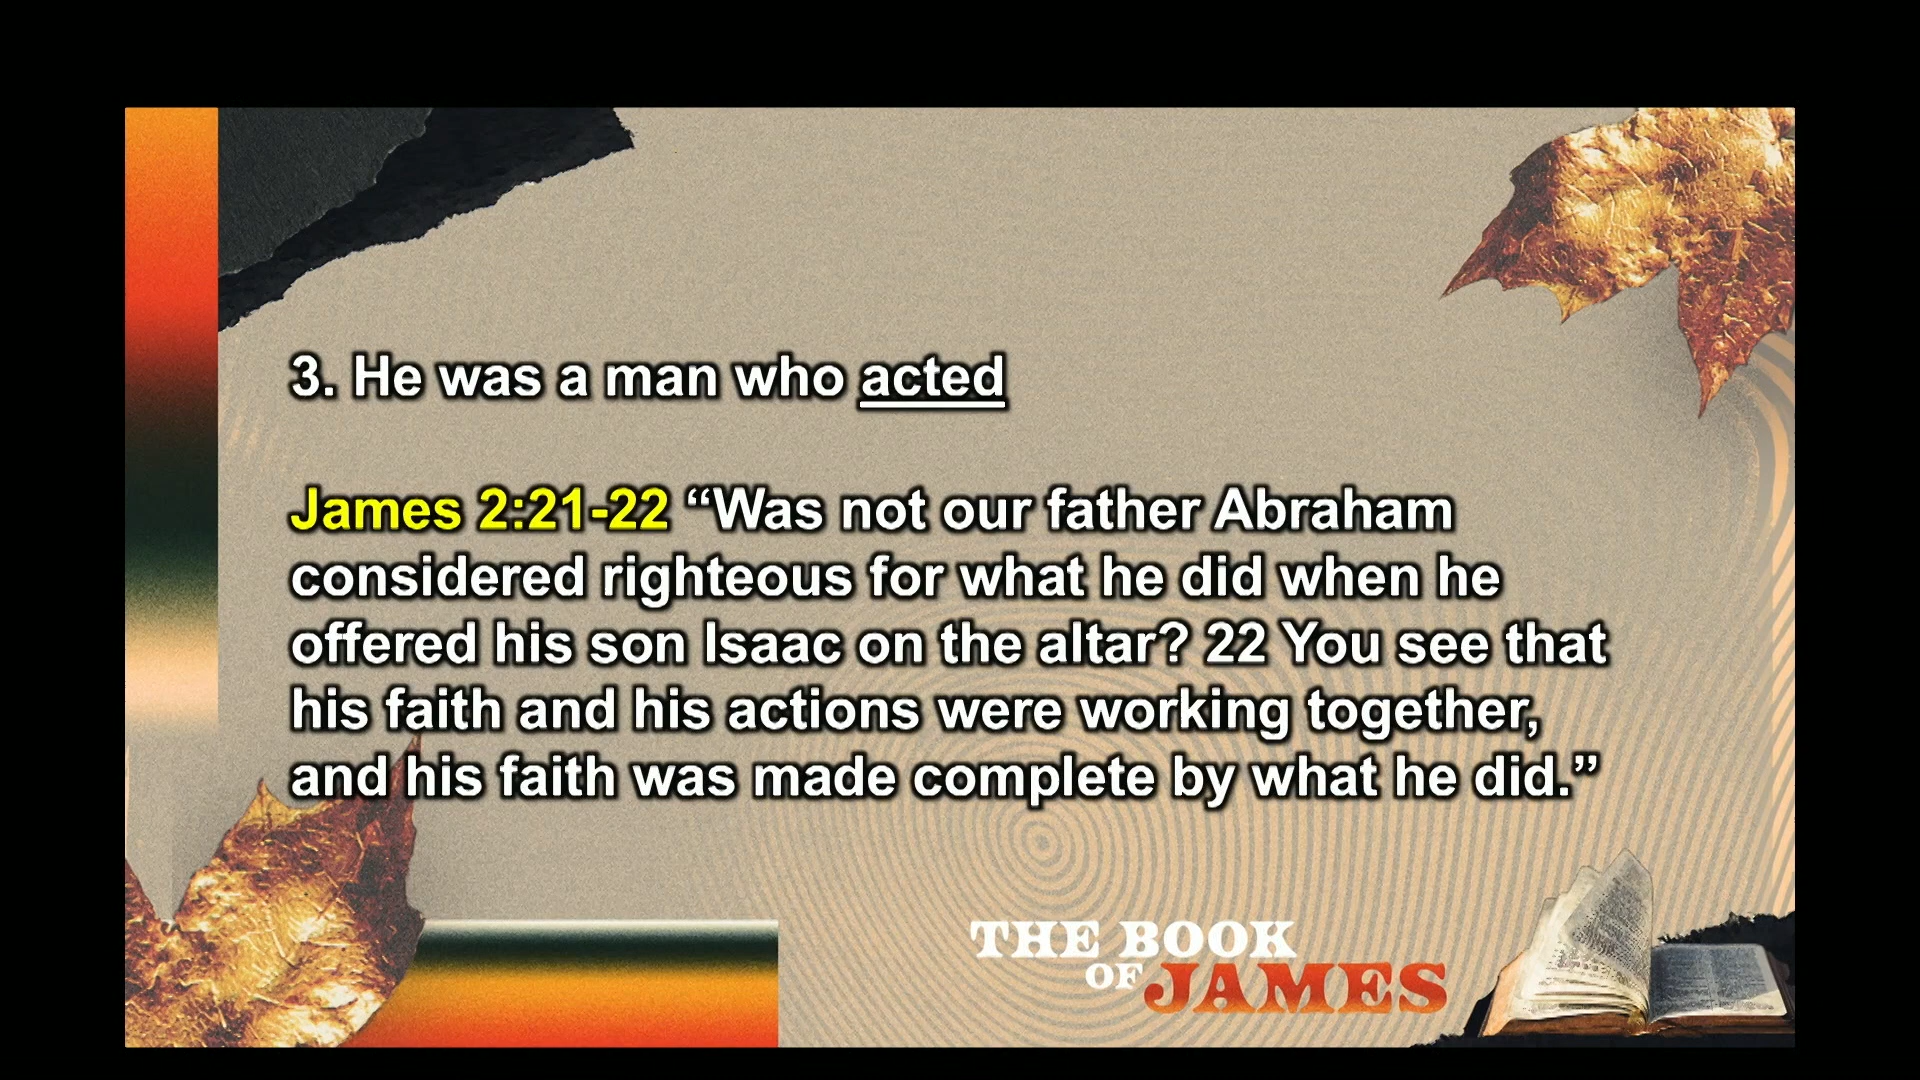 3. He was a man who acted
James 2:21-22 “Was not our father Abraham
considered righteous for what he did when he
offered his son Isaac on the altar? 22 You see that
his faith and his actions were working together,
and his faith was made complete by what he did.”
THE BOOK
OF JAMES